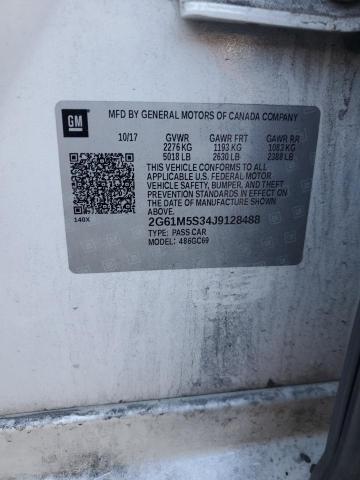 GM
MFD BY GENERAL MOTORS OF CANADA COMPANY
10/17 GVWR GAWR FRT GAWR RR
2276 KG 1193 KG 1083 KG
5018 LB 2630 LB 2388 LB
THIS VEHICLE CONFORMS TO ALL
APPLICABLE U.S. FEDERAL MOTOR
VEHICLE SAFETY, BUMPER, AND THEFT
PREVENTION STANDARDS IN EFFECT ON
THE DATE OF MANUFACTURE SHOWN
ABOVE.
140X
2G61M5S34J9128488
TYPE: PASS CAR
MODEL: 486GC69